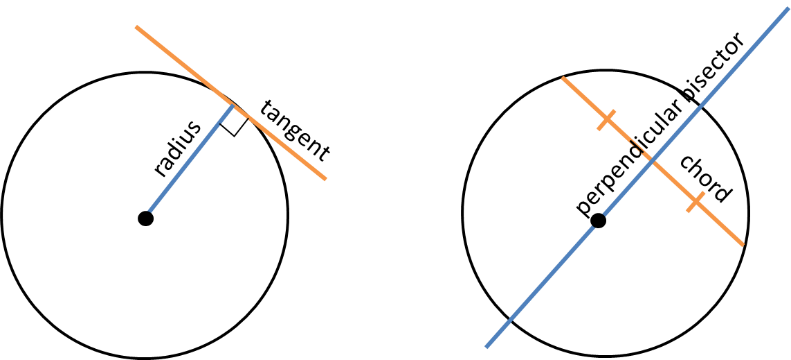 radius
tangent
perpendicular bisector
chord